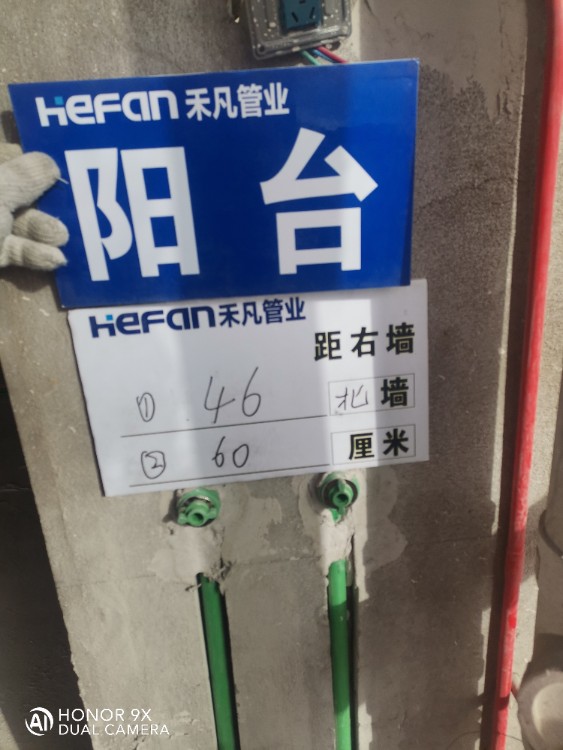 HEFAN 禾凡管业
阳台
HEFAN 禾凡管业
距右墙
① 46 北墙
② 60 厘米
AI HONOR 9X
DUAL CAMERA